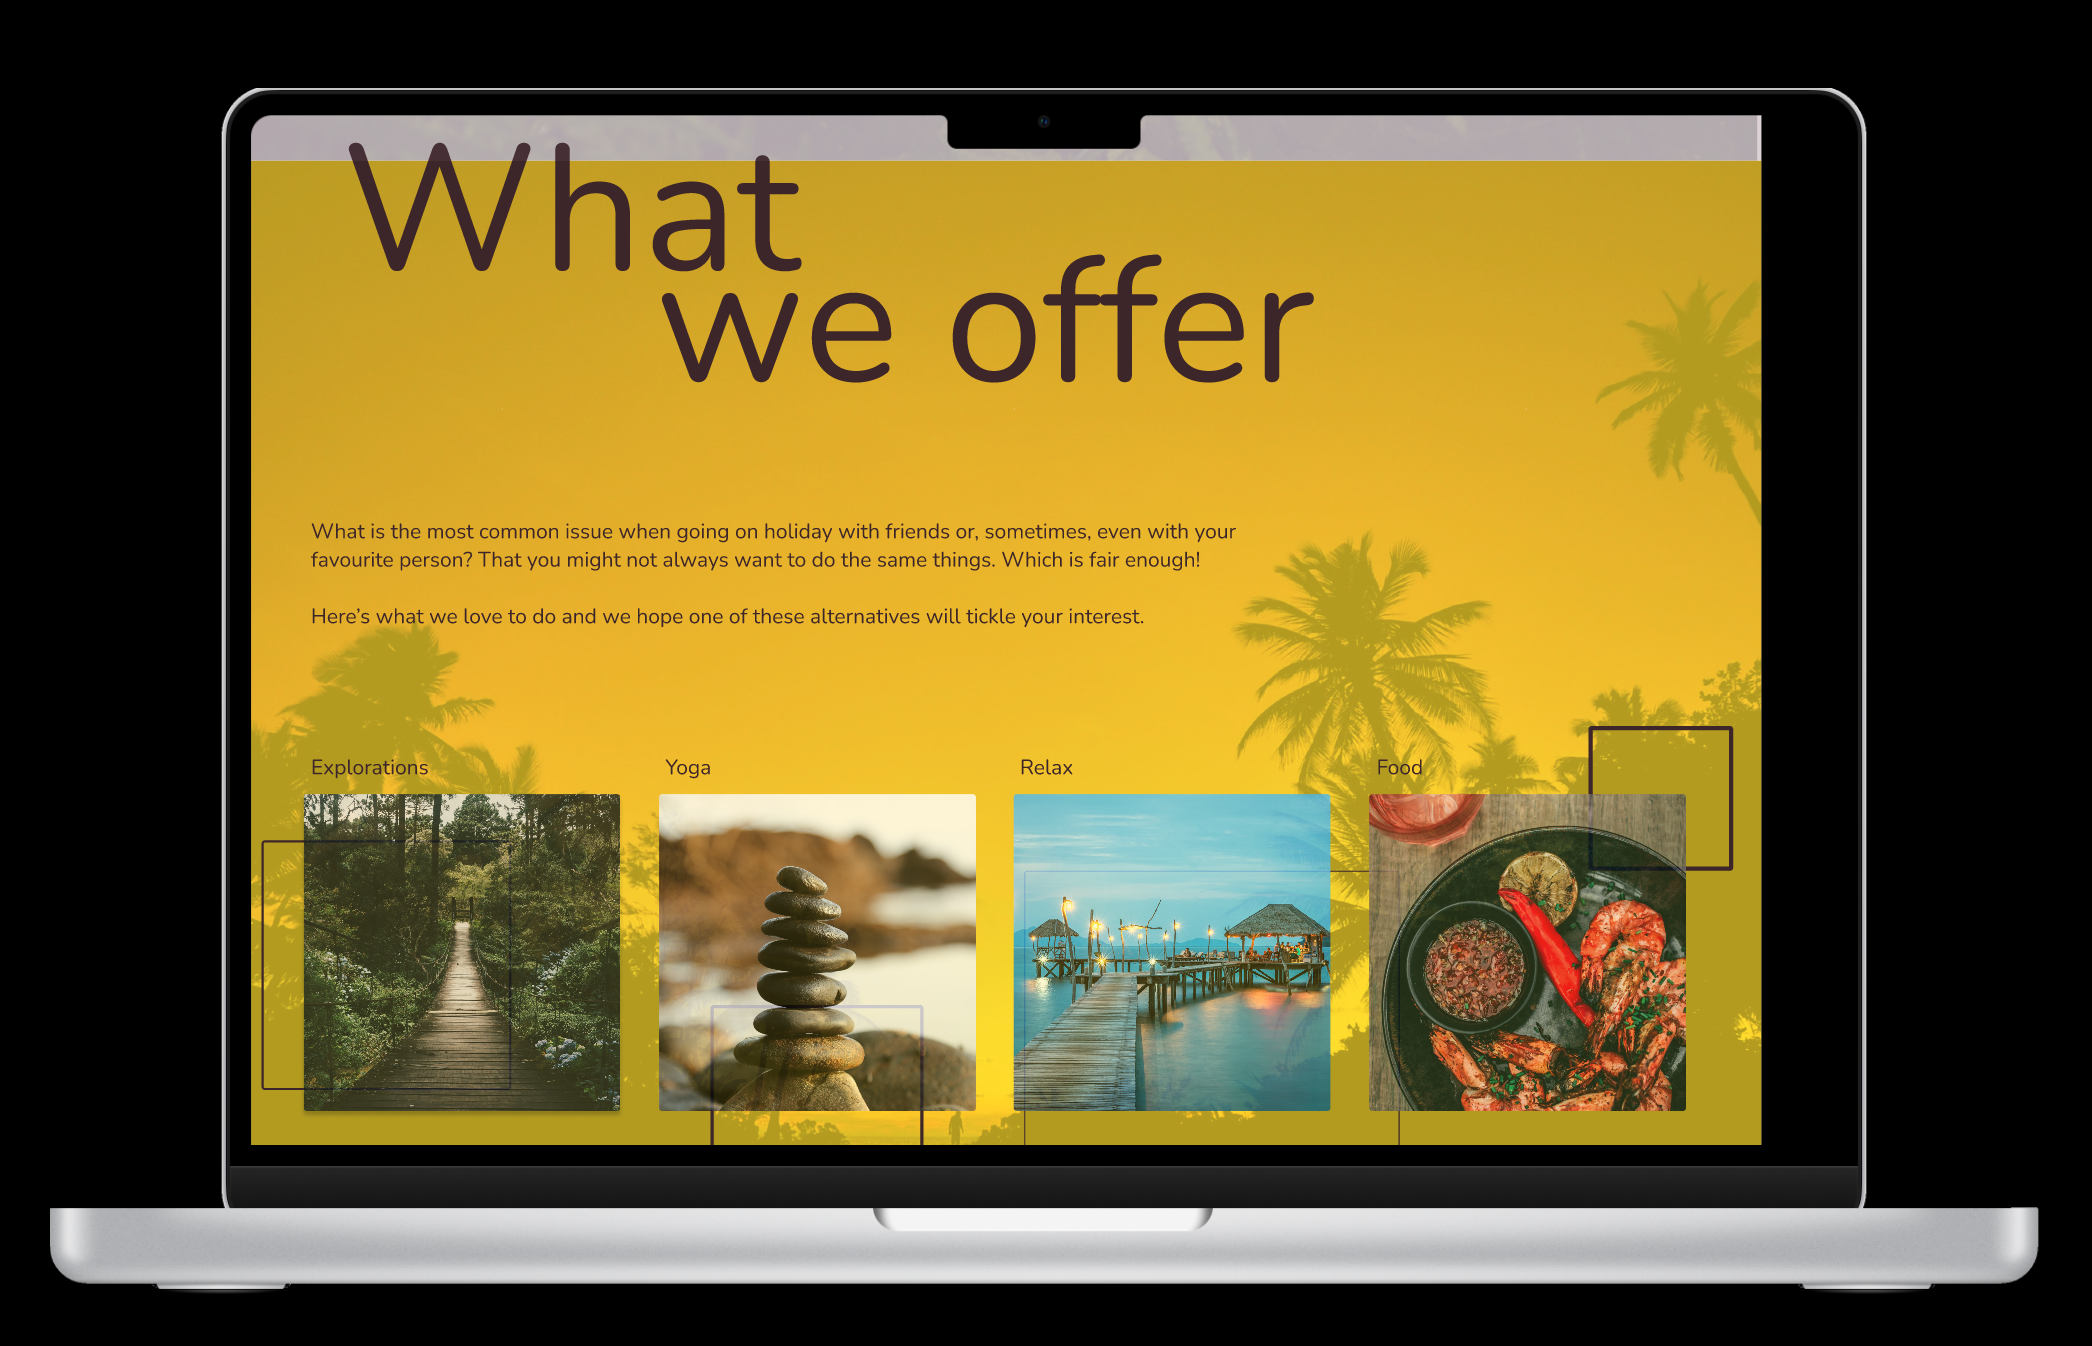 What
we offer
What is the most common issue when going on holiday with friends or, sometimes, even with your
favourite person? That you might not always want to do the same things. Which is fair enough!
Here’s what we love to do and we hope one of these alternatives will tickle your interest.
Explorations
Yoga
Relax
Food